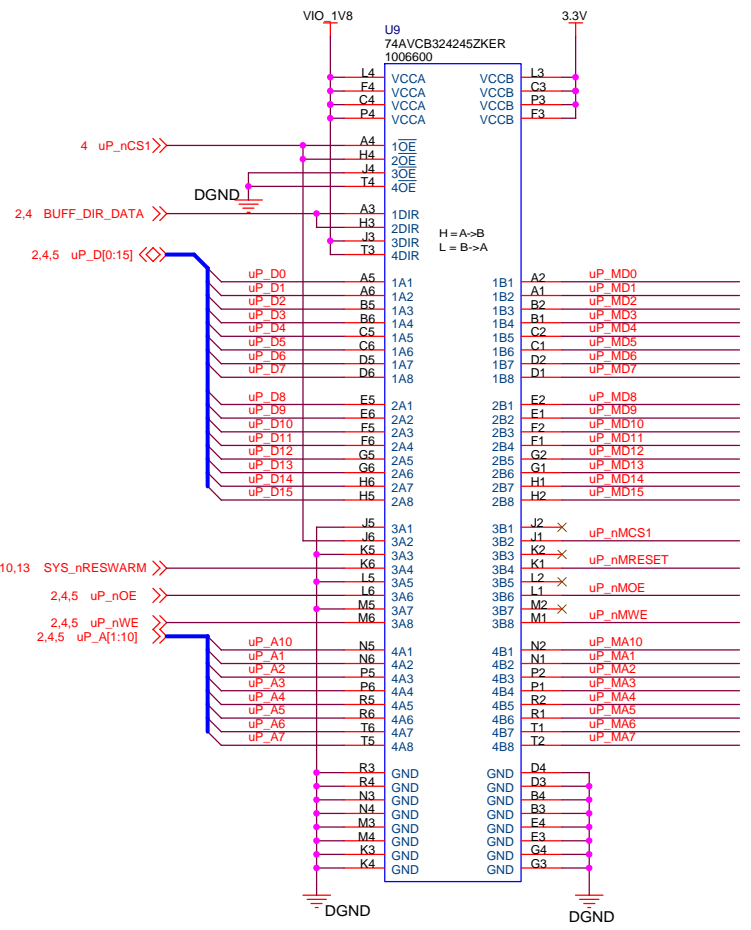 VIO_1V8
3.3V
U9
74AVCB324245ZKER
1006600
L4 VCCA VCCB L3
F4 VCCA VCCB C3
C4 VCCA VCCB P3
P4 VCCA VCCB F3
4 uP_nCS1 A4 1OE
H4 2OE
J4 3OE
T4 4OE
DGND
2,4 BUFF_DIR_DATA A3 1DIR
H3 2DIR
J3 3DIR
T3 4DIR
H = A->B
L = B->A
2,4,5 uP_D[0:15]
uP_D0 A5 1A1 1B1 A2 uP_MD0
uP_D1 A6 1A2 1B2 A1 uP_MD1
uP_D2 B5 1A3 1B3 B2 uP_MD2
uP_D3 B6 1A4 1B4 B1 uP_MD3
uP_D4 C5 1A5 1B5 C2 uP_MD4
uP_D5 C6 1A6 1B6 C1 uP_MD5
uP_D6 D5 1A7 1B7 D2 uP_MD6
uP_D7 D6 1A8 1B8 D1 uP_MD7
uP_D8 E5 2A1 2B1 E2 uP_MD8
uP_D9 E6 2A2 2B2 E1 uP_MD9
uP_D10 F5 2A3 2B3 F2 uP_MD10
uP_D11 F6 2A4 2B4 F1 uP_MD11
uP_D12 G5 2A5 2B5 G2 uP_MD12
uP_D13 G6 2A6 2B6 G1 uP_MD13
uP_D14 H6 2A7 2B7 H1 uP_MD14
uP_D15 H5 2A8 2B8 H2 uP_MD15
J5 3A1 3B1 J2
J6 3A2 3B2 J1 uP_nMCS1
K5 3A3 3B3 K2
10,13 SYS_nRESWARM K6 3A4 3B4 K1 uP_nMRESET
L5 3A5 3B5 L2
2,4,5 uP_nOE L6 3A6 3B6 L1 uP_nMOE
M5 3A7 3B7 M2
2,4,5 uP_nWE M6 3A8 3B8 M1 uP_nMWE
2,4,5 uP_A[1:10]
uP_A10 N5 4A1 4B1 N2 uP_MA10
uP_A1 N6 4A2 4B2 N1 uP_MA1
uP_A2 P5 4A3 4B3 P2 uP_MA2
uP_A3 P6 4A4 4B4 P1 uP_MA3
uP_A4 R5 4A5 4B5 R2 uP_MA4
uP_A5 R6 4A6 4B6 R1 uP_MA5
uP_A6 T6 4A7 4B7 T1 uP_MA6
uP_A7 T5 4A8 4B8 T2 uP_MA7
R3 GND GND D4
R4 GND GND D3
N3 GND GND B4
N4 GND GND B3
M3 GND GND E4
M4 GND GND E3
K3 GND GND G4
K4 GND GND G3
DGND
DGND